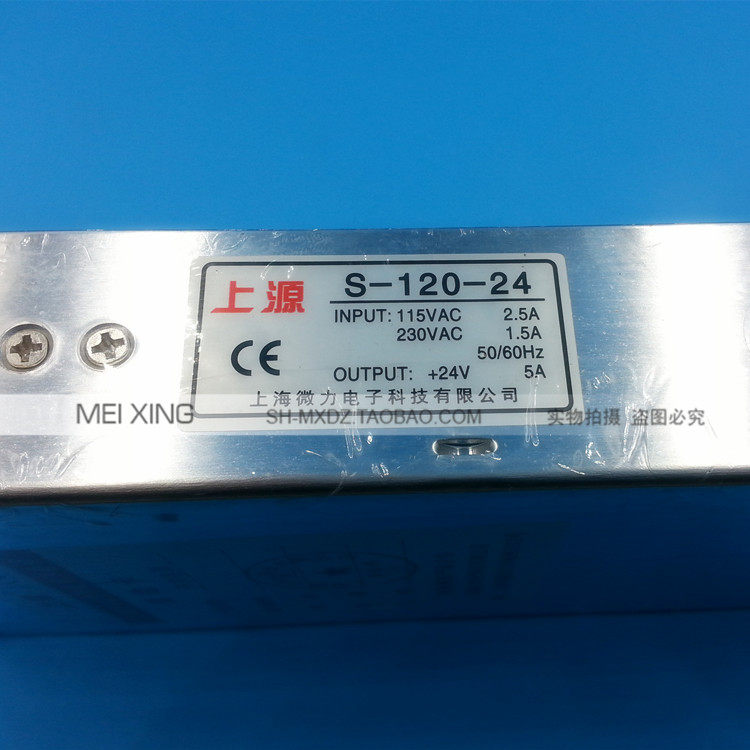 上源
S-120-24
INPUT: 115VAC 2.5A
230VAC 1.5A
50/60Hz
OUTPUT: +24V 5A
CE
上海微力电子科技有限公司
MEI XING
SH-MXDZ.TAOBAO.COM
实物拍摄 盗图必究